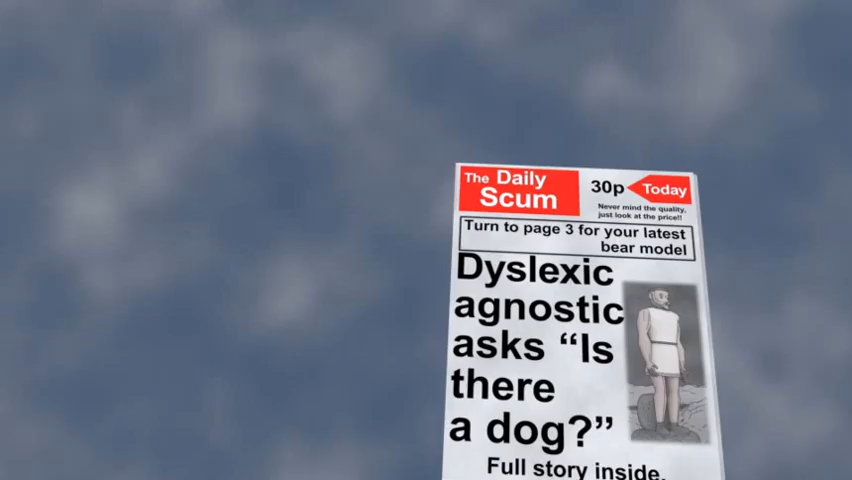 The Daily
Scum
30p
Today
Never mind the quality,
just look at the price!!
Turn to page 3 for your latest
bear model
Dyslexic
agnostic
asks “Is
there
a dog?”
Full story inside.